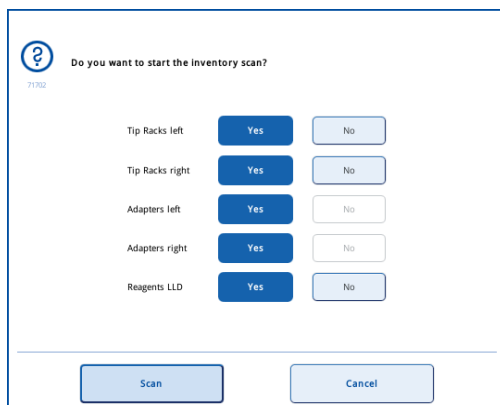 Do you want to start the inventory scan?
71702
Tip Racks left Yes No
Tip Racks right Yes No
Adapters left Yes No
Adapters right Yes No
Reagents LLD Yes No
Scan Cancel